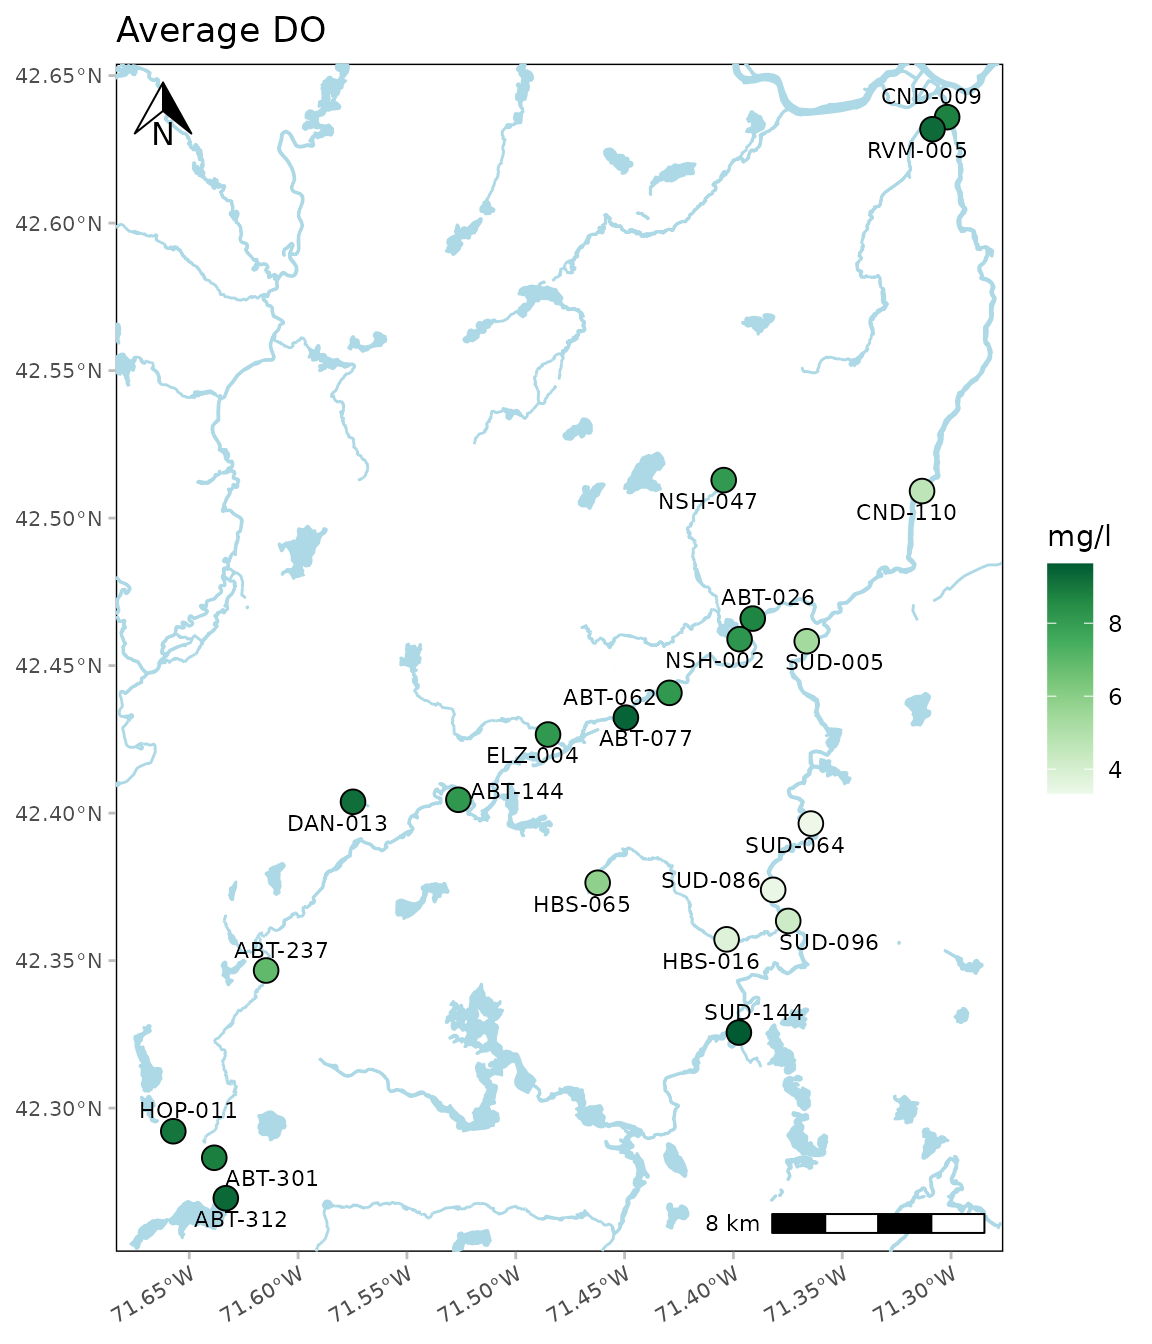 Average DO
42.65°N
42.60°N
42.55°N
42.50°N
42.45°N
42.40°N
42.35°N
42.30°N
N
CND-009
RVM-005
NSH-047
CND-110
ABT-026
NSH-002
SUD-005
ABT-062
ABT-077
ELZ-004
ABT-144
DAN-013
SUD-064
SUD-086
HBS-065
SUD-096
ABT-237
HBS-016
SUD-144
HOP-011
ABT-301
ABT-312
8 km
71.65°W
71.60°W
71.55°W
71.50°W
71.45°W
71.40°W
71.35°W
71.30°W
mg/l
8
6
4